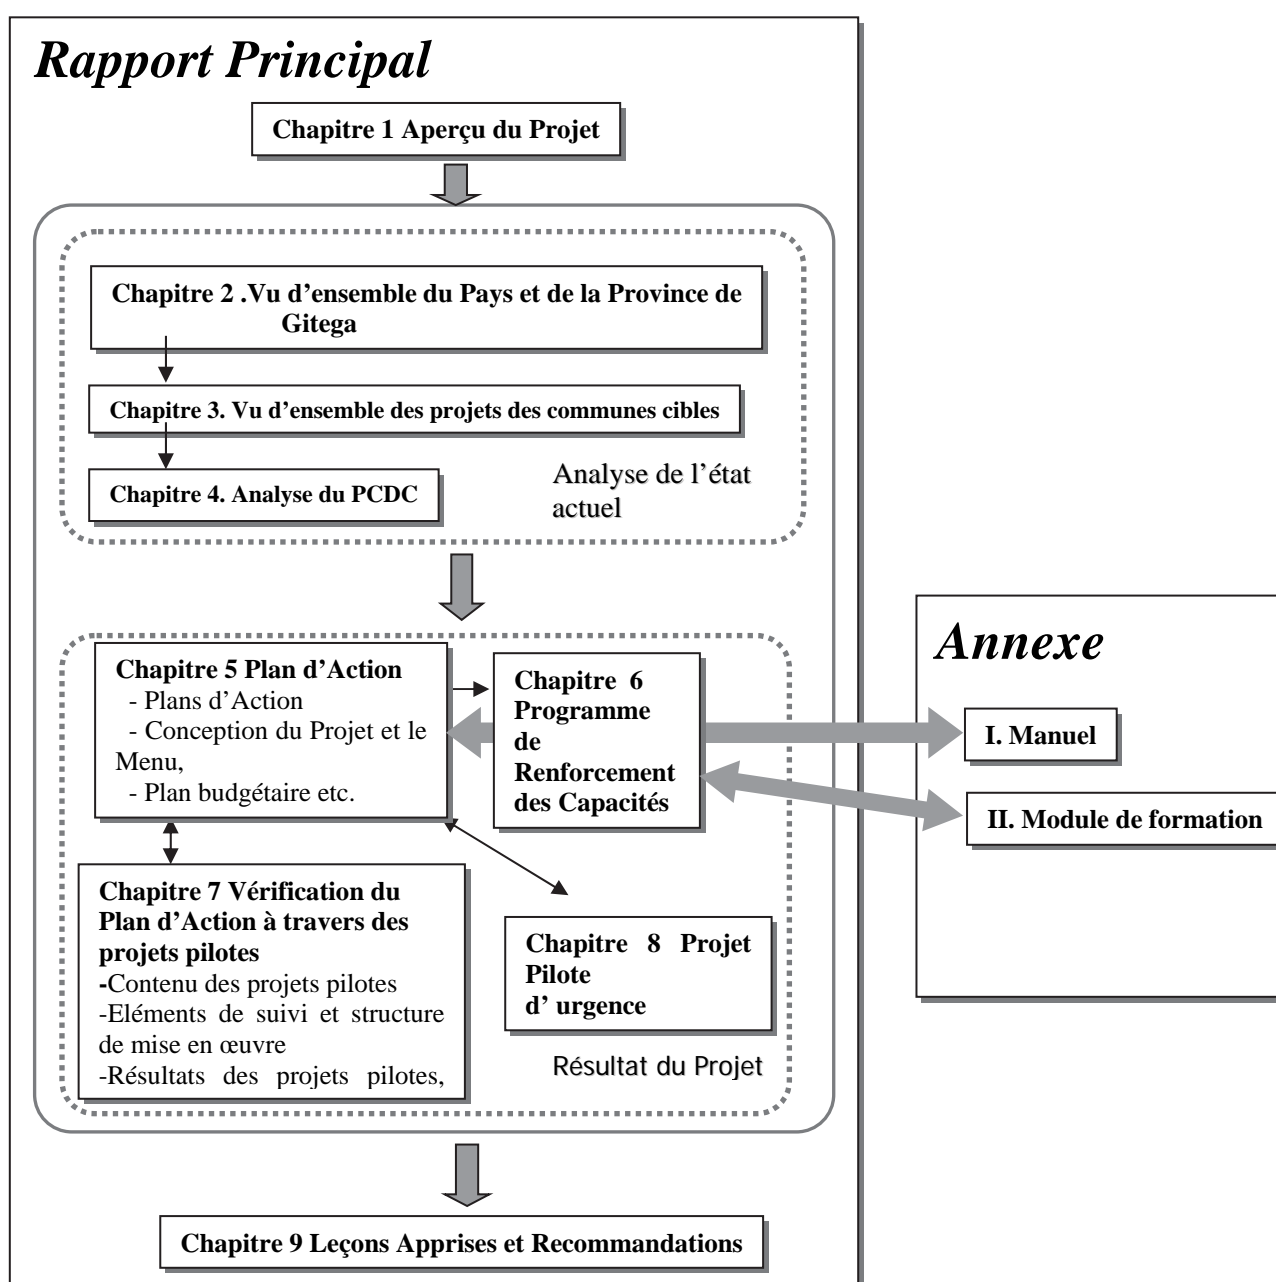 Rapport Principal
Chapitre 1 Aperçu du Projet
Chapitre 2 .Vu d’ensemble du Pays et de la Province de
Gitega
Chapitre 3. Vu d’ensemble des projets des communes cibles
Chapitre 4. Analyse du PCDC
Analyse de l’état
actuel
Chapitre 5 Plan d’Action
- Plans d’Action
- Conception du Projet et le
Menu,
- Plan budgétaire etc.
Chapitre 6
Programme
de
Renforcement
des Capacités
Chapitre 7 Vérification du
Plan d’Action à travers des
projets pilotes
-Contenu des projets pilotes
-Eléments de suivi et structure
de mise en œuvre
-Résultats des projets pilotes,
Chapitre 8 Projet
Pilote
d’ urgence
Résultat du Projet
Chapitre 9 Leçons Apprises et Recommandations
Annexe
I. Manuel
II. Module de formation